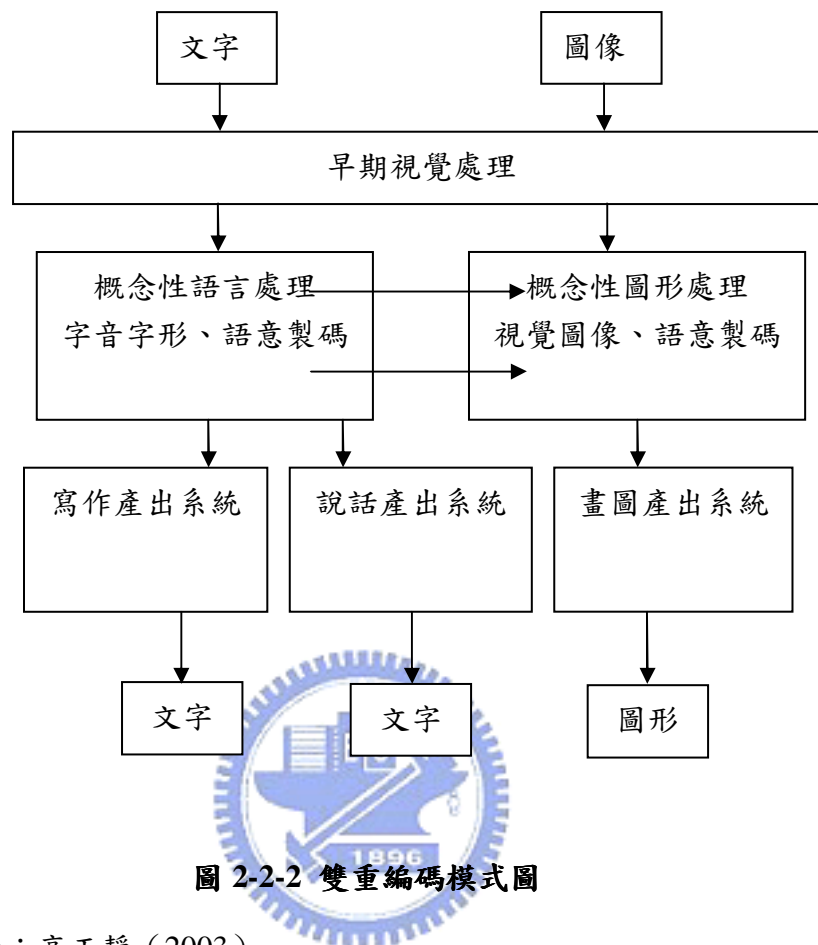 文字
圖像
早期視覺處理
概念性語言處理
字音字形、語意製碼
概念性圖形處理
視覺圖像、語意製碼
寫作產出系統
說話產出系統
畫圖產出系統
文字
文字
圖形
1896
圖 2-2-2 雙重編碼模式圖
(2003)